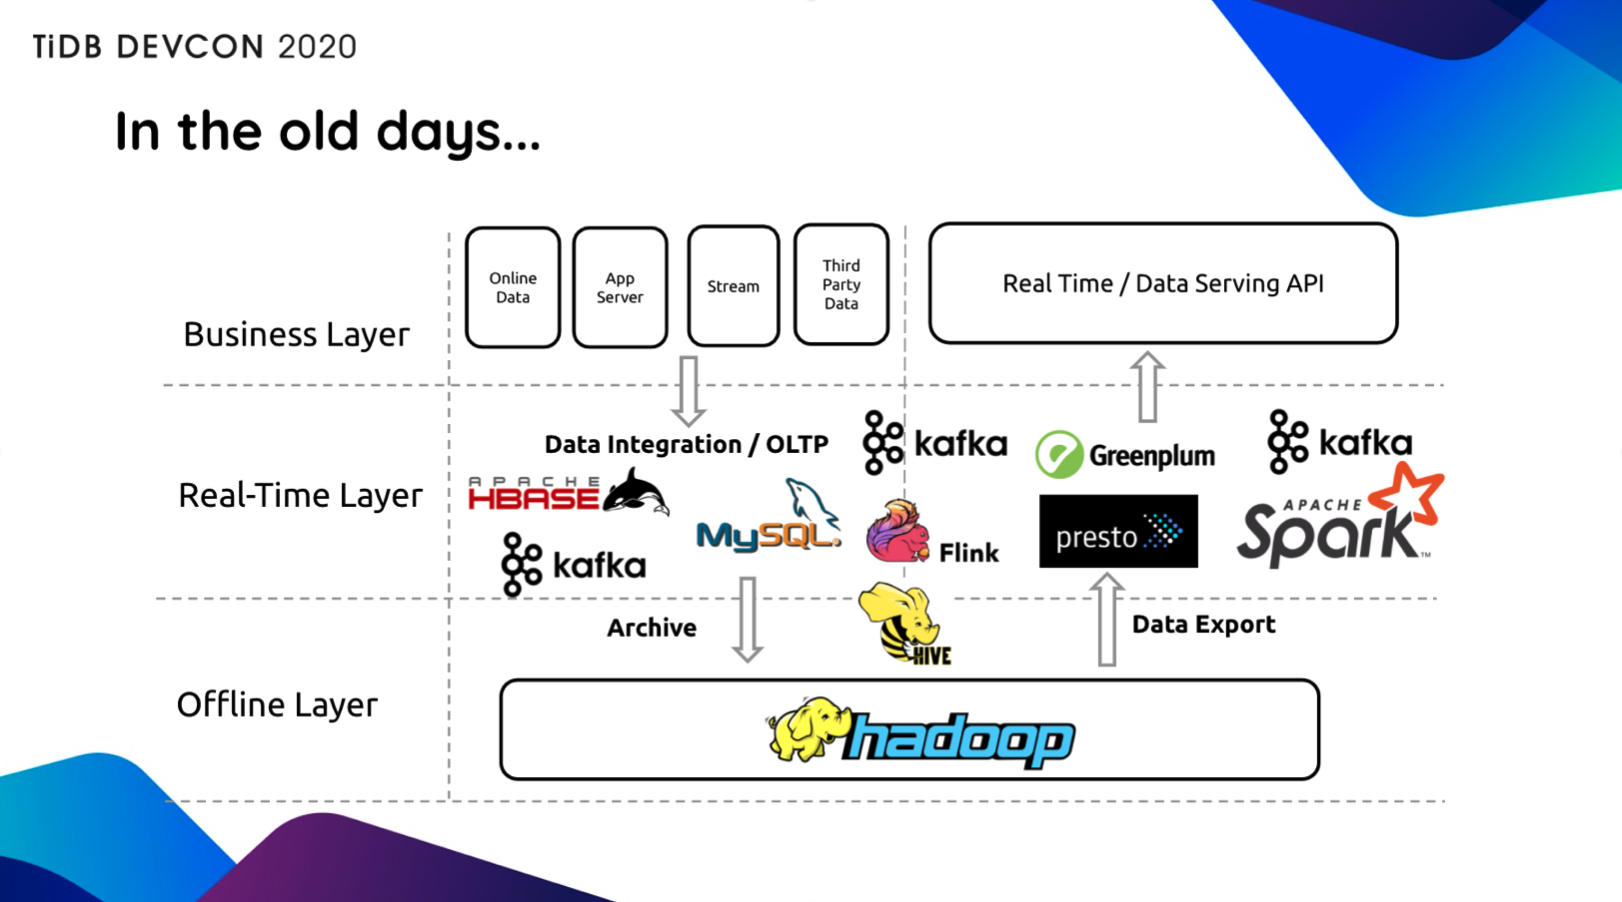 TiDB DEVCON 2020
In the old days...
Online
Data
App
Server
Stream
Third
Party
Data
Real Time / Data Serving API
Business Layer
Data Integration / OLTP
kafka
Greenplum
kafka
Real-Time Layer
APACHE
HBASE
MySQL.
Flink
presto
APACHE
Spark™
kafka
Archive
HIVE
Data Export
Offline Layer
hadoop